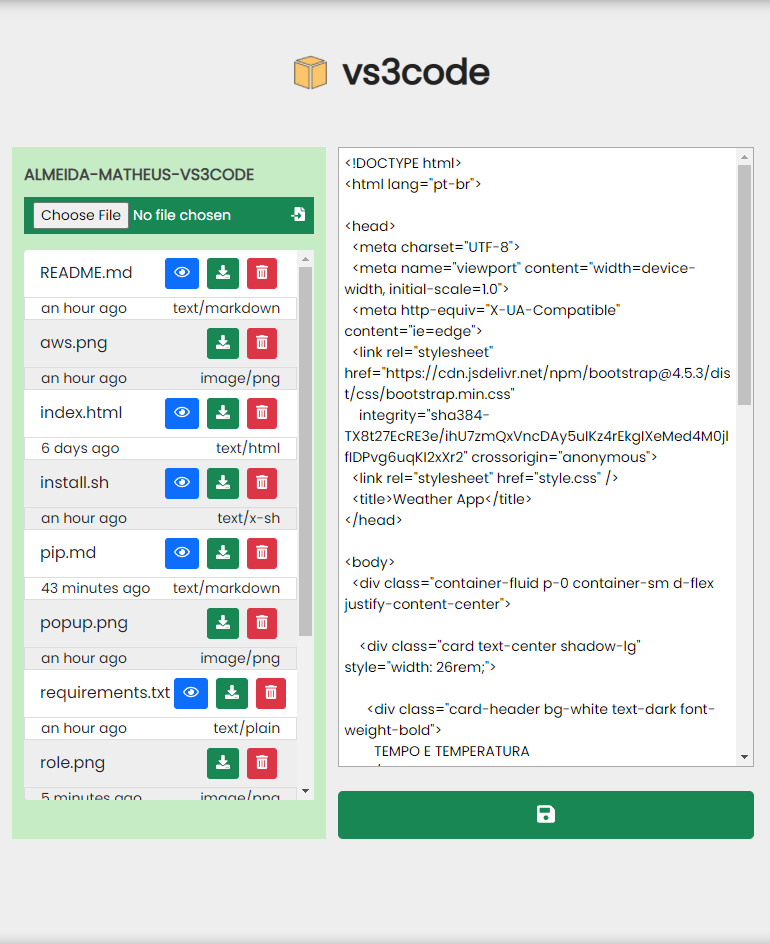 vs3code
ALMEIDA-MATHEUS-VS3CODE
Choose File No file chosen
README.md
an hour ago text/markdown
aws.png
an hour ago image/png
index.html
6 days ago text/html
install.sh
an hour ago text/x-sh
pip.md
43 minutes ago text/markdown
popup.png
an hour ago image/png
requirements.txt
an hour ago text/plain
role.png
5 minutes ago image/png
<!DOCTYPE html>
<html lang="pt-br">
<head>
<meta charset="UTF-8">
<meta name="viewport" content="width=device-
width, initial-scale=1.0">
<meta http-equiv="X-UA-Compatible"
content="ie=edge">
<link rel="stylesheet"
href="https://cdn.jsdelivr.net/npm/bootstrap@4.5.3/dis
t/css/bootstrap.min.css"
integrity="sha384-
TX8t27EcRE3e/ihU7zmQxVncDAy5uIKz4rEkgIXeMed4M0jl
fIDPvg6uqKI2xXr2" crossorigin="anonymous">
<link rel="stylesheet" href="style.css" />
<title>Weather App</title>
</head>
<body>
<div class="container-fluid p-0 container-sm d-flex
justify-content-center">
<div class="card text-center shadow-lg"
style="width: 26rem;">
<div class="card-header bg-white text-dark font-
weight-bold">
TEMPO E TEMPERATURA